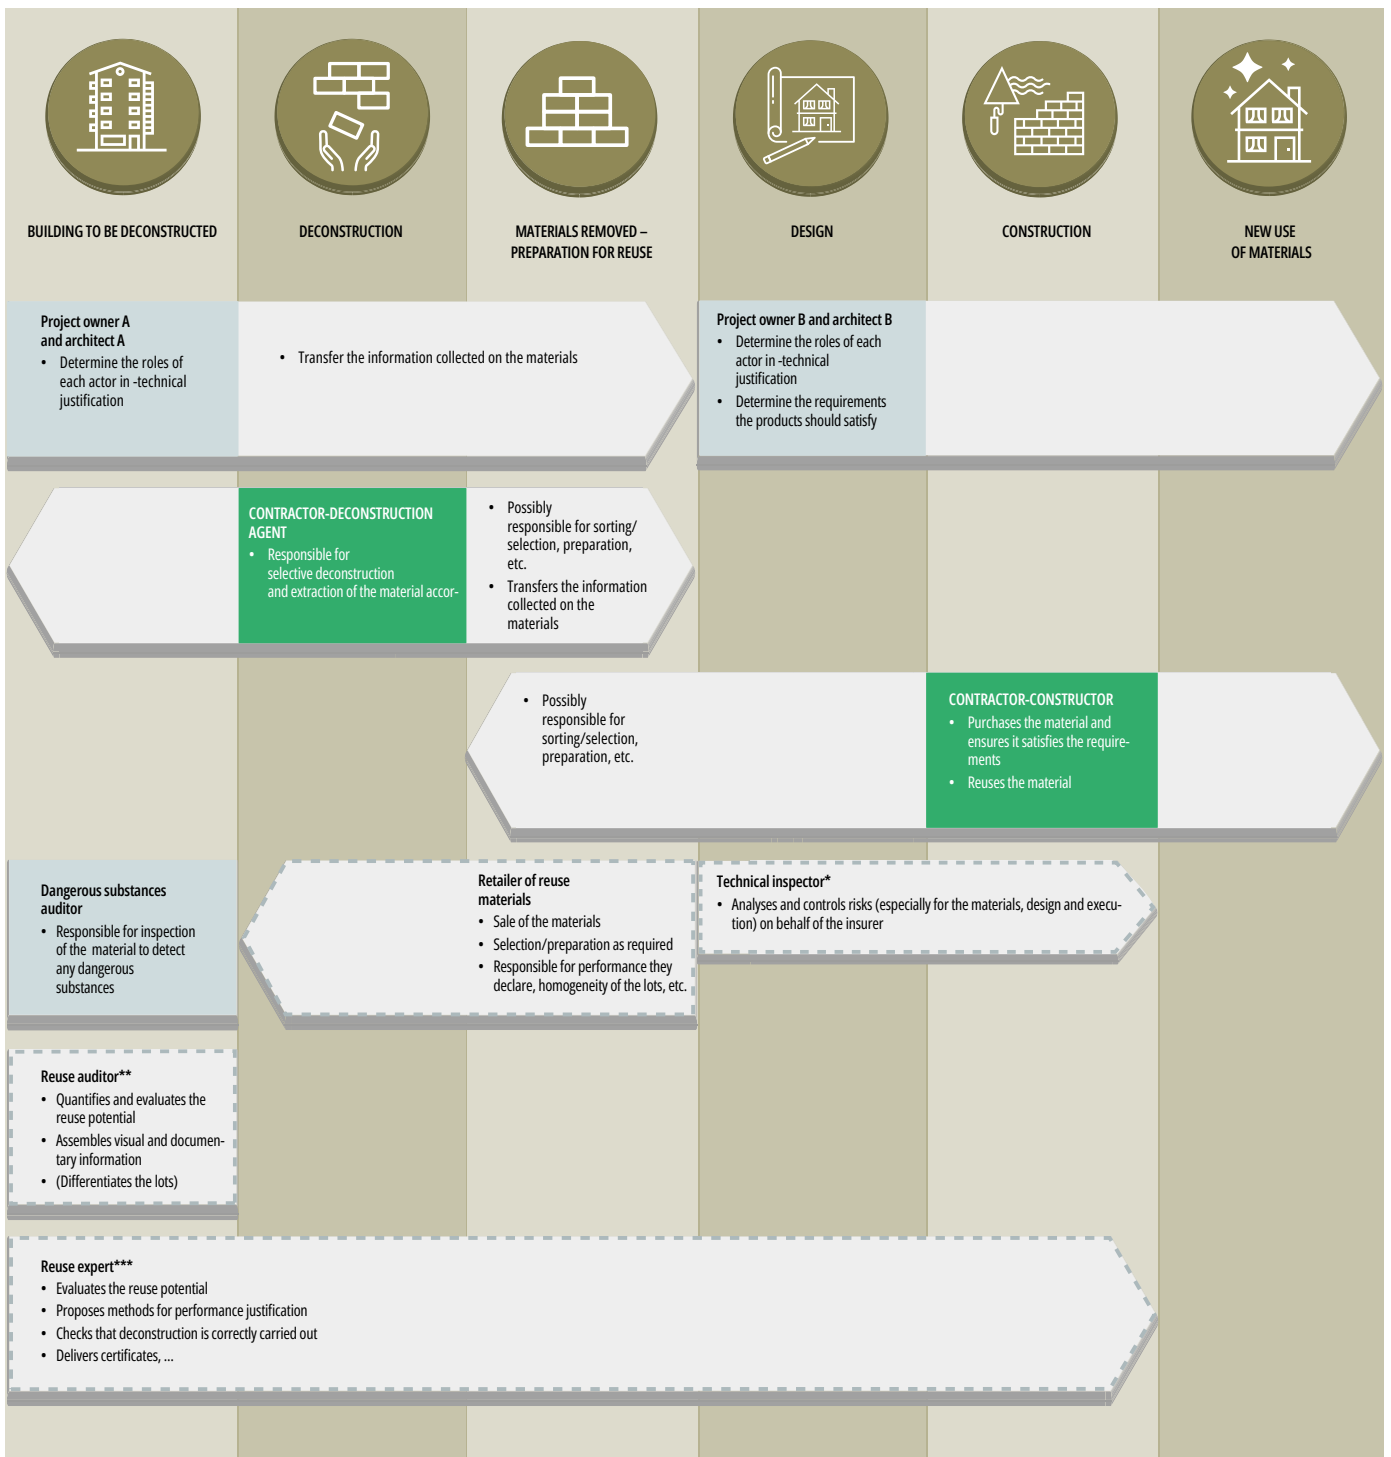 BUILDING TO BE DECONSTRUCTED
DECONSTRUCTION
MATERIALS REMOVED –
PREPARATION FOR REUSE
DESIGN
CONSTRUCTION
NEW USE
OF MATERIALS
Project owner A
and architect A
• Determine the roles of
each actor in -technical
justification
• Transfer the information collected on the materials
Project owner B and architect B
• Determine the roles of each
actor in -technical
justification
• Determine the requirements
the products should satisfy
CONTRACTOR-DECONSTRUCTION
AGENT
• Responsible for
selective deconstruction
and extraction of the material accor-
• Possibly
responsible for sorting/
selection, preparation,
etc.
• Transfers the information
collected on the
materials
• Possibly
responsible for
sorting/selection,
preparation, etc.
CONTRACTOR-CONSTRUCTOR
• Purchases the material and
ensures it satisfies the require-
ments
• Reuses the material
Dangerous substances
auditor
• Responsible for inspection
of the material to detect
any dangerous
substances
Retailer of reuse
materials
• Sale of the materials
• Selection/preparation as required
• Responsible for performance they
declare, homogeneity of the lots, etc.
Technical inspector*
• Analyses and controls risks (especially for the materials, design and execu-
tion) on behalf of the insurer
Reuse auditor**
• Quantifies and evaluates the
reuse potential
• Assembles visual and documen-
tary information
• (Differentiates the lots)
Reuse expert***
• Evaluates the reuse potential
• Proposes methods for performance justification
• Checks that deconstruction is correctly carried out
• Delivers certificates, ...